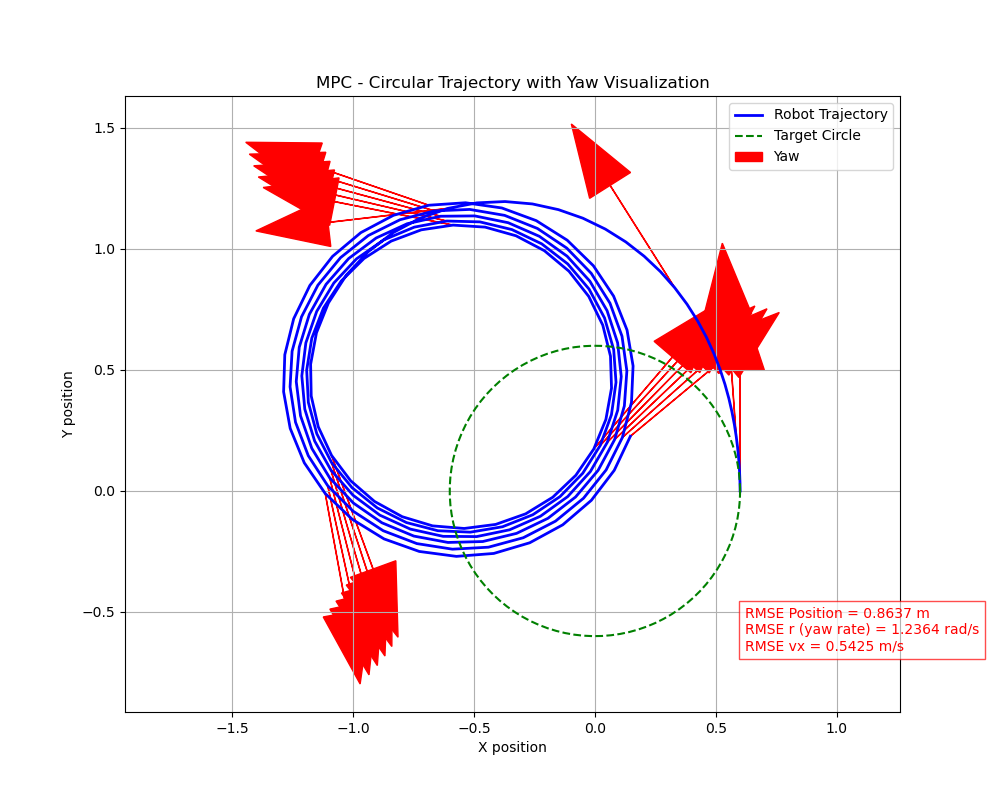 MPC - Circular Trajectory with Yaw Visualization
Robot Trajectory
Target Circle
Yaw
Y position
1.5
1.0
0.5
0.0
−0.5
RMSE Position = 0.8637 m
RMSE r (yaw rate) = 1.2364 rad/s
RMSE vx = 0.5425 m/s
−1.5
−1.0
−0.5
0.0
0.5
1.0
X position